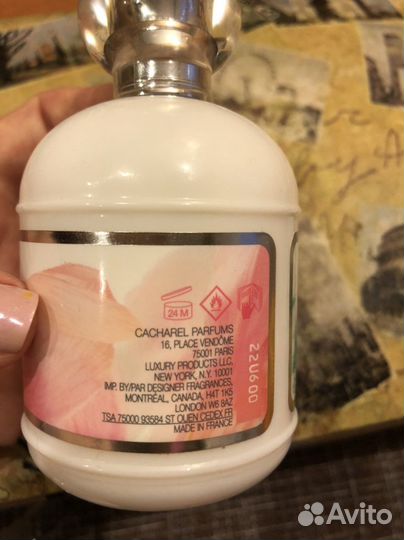 24 M
CACHAREL PARFUMS
16, PLACE VENDÔME
75001 PARIS
LUXURY PRODUCTS LLC,
NEW YORK, N.Y. 10001
IMP. BY/PAR DESIGNER FRAGRANCES,
MONTRÉAL, CANADA, H4T 1K5
LONDON W6 8AZ
TSA 75000 93584 ST OUEN CEDEX.FR
MADE IN FRANCE
22U600
Avito